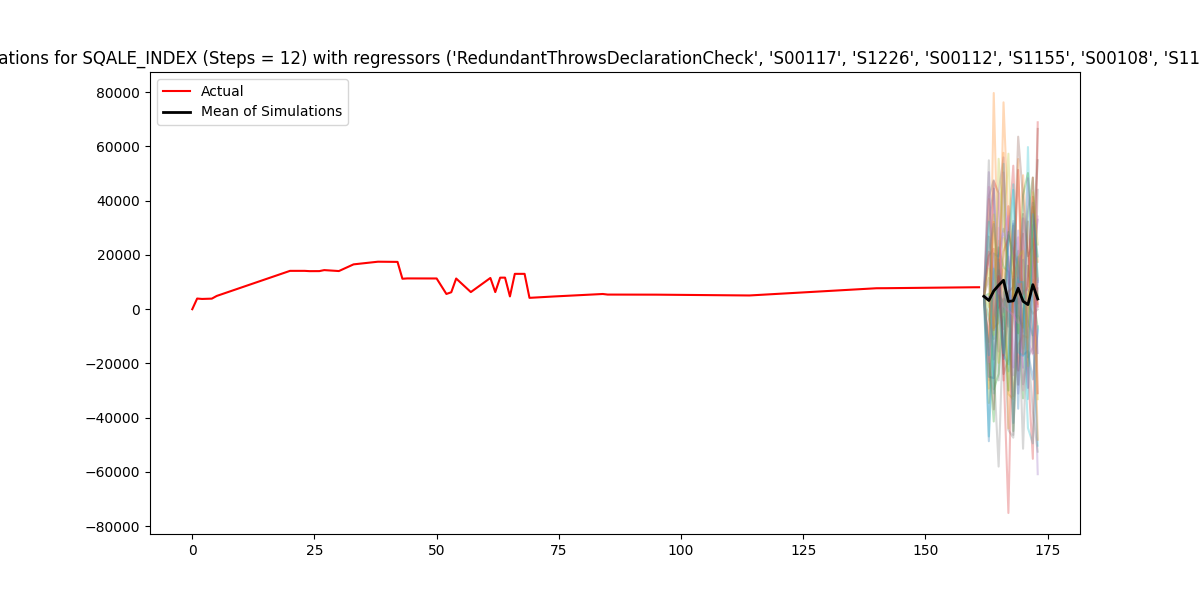 ations for SQALE_INDEX (Steps = 12) with regressors ('RedundantThrowsDeclarationCheck', 'S00117', 'S1226', 'S00112', 'S1155', 'S00108', 'S11
Actual
Mean of Simulations
80000
60000
40000
20000
0
−20000
−40000
−60000
−80000
0 25 50 75 100 125 150 175